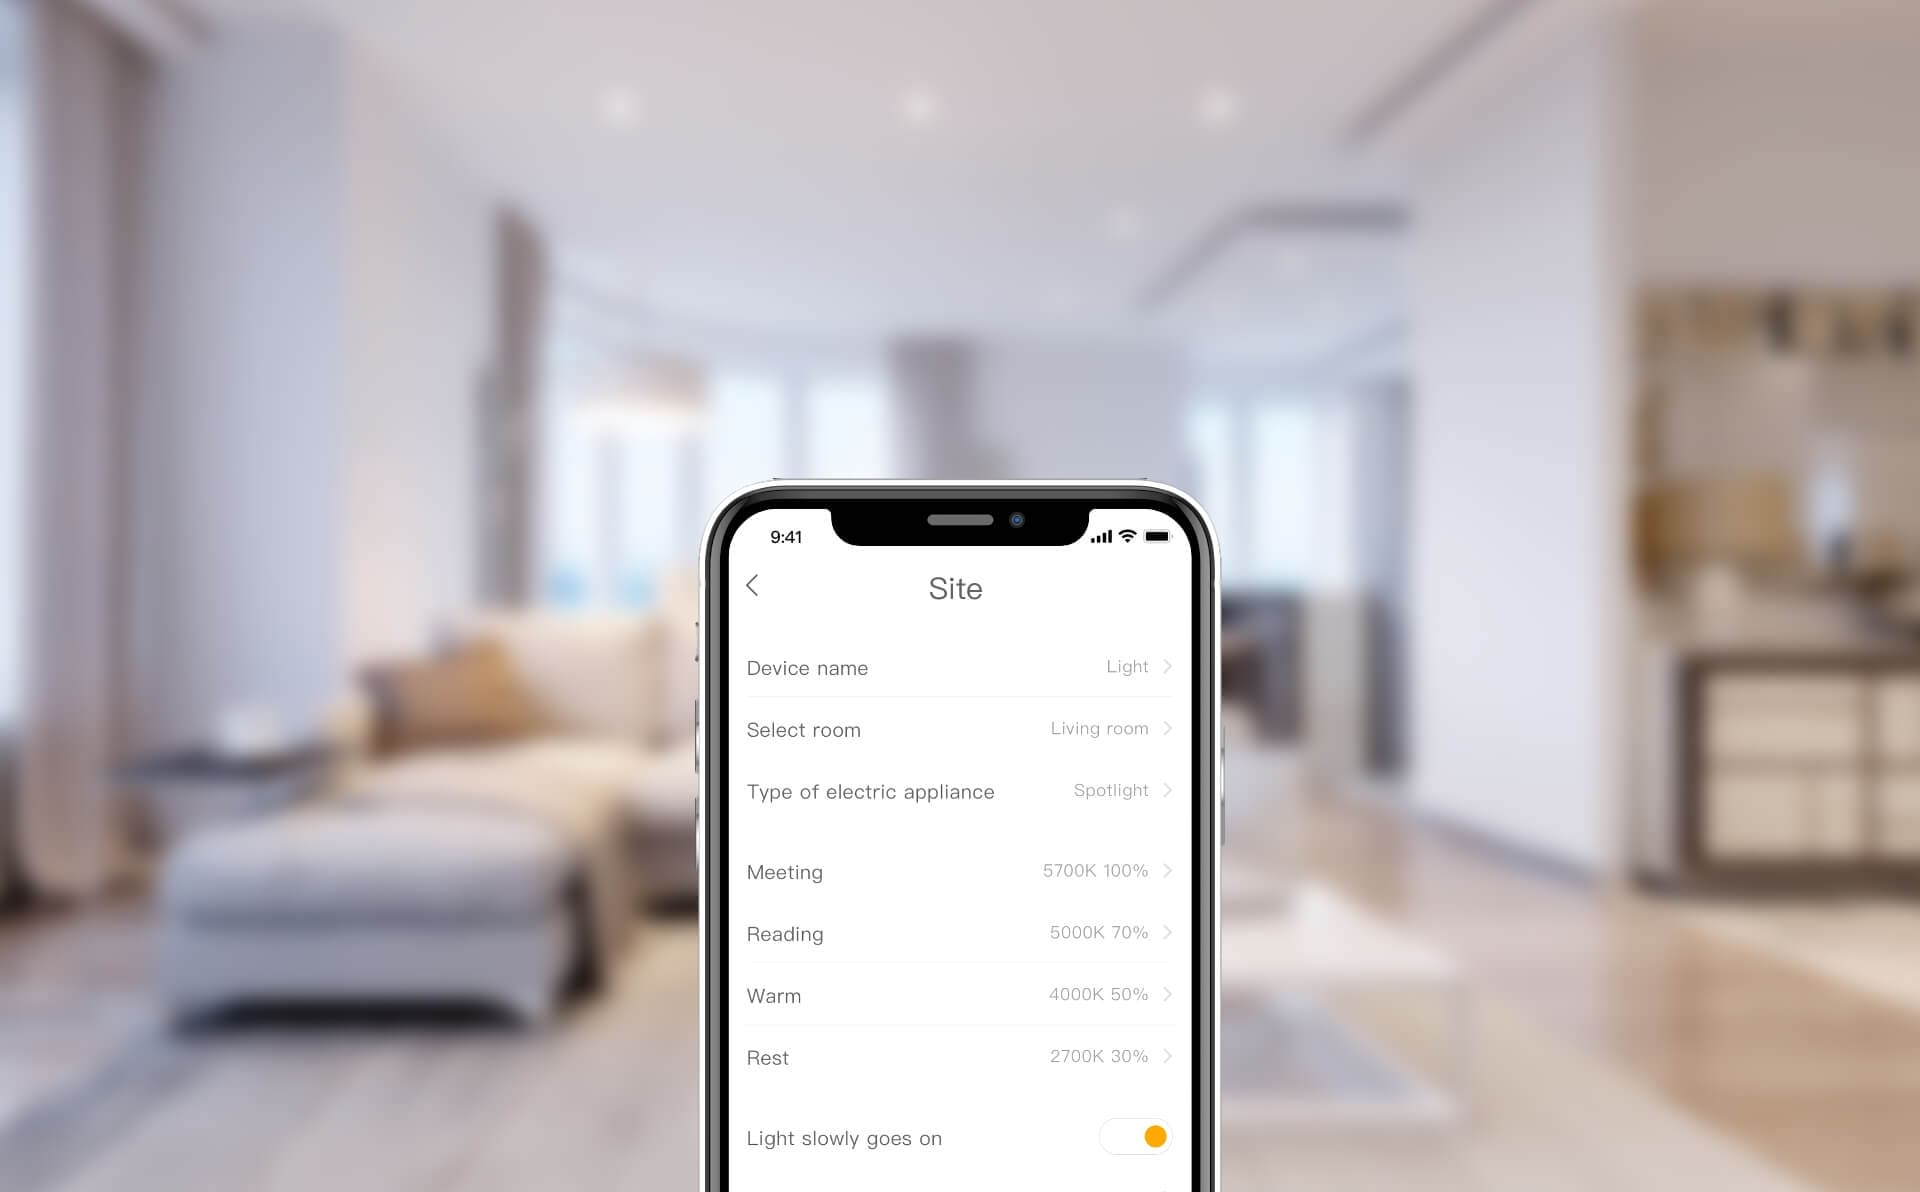 9:41
Site
Device name Light
Select room Living room
Type of electric appliance Spotlight
Meeting 5700K 100%
Reading 5000K 70%
Warm 4000K 50%
Rest 2700K 30%
Light slowly goes on